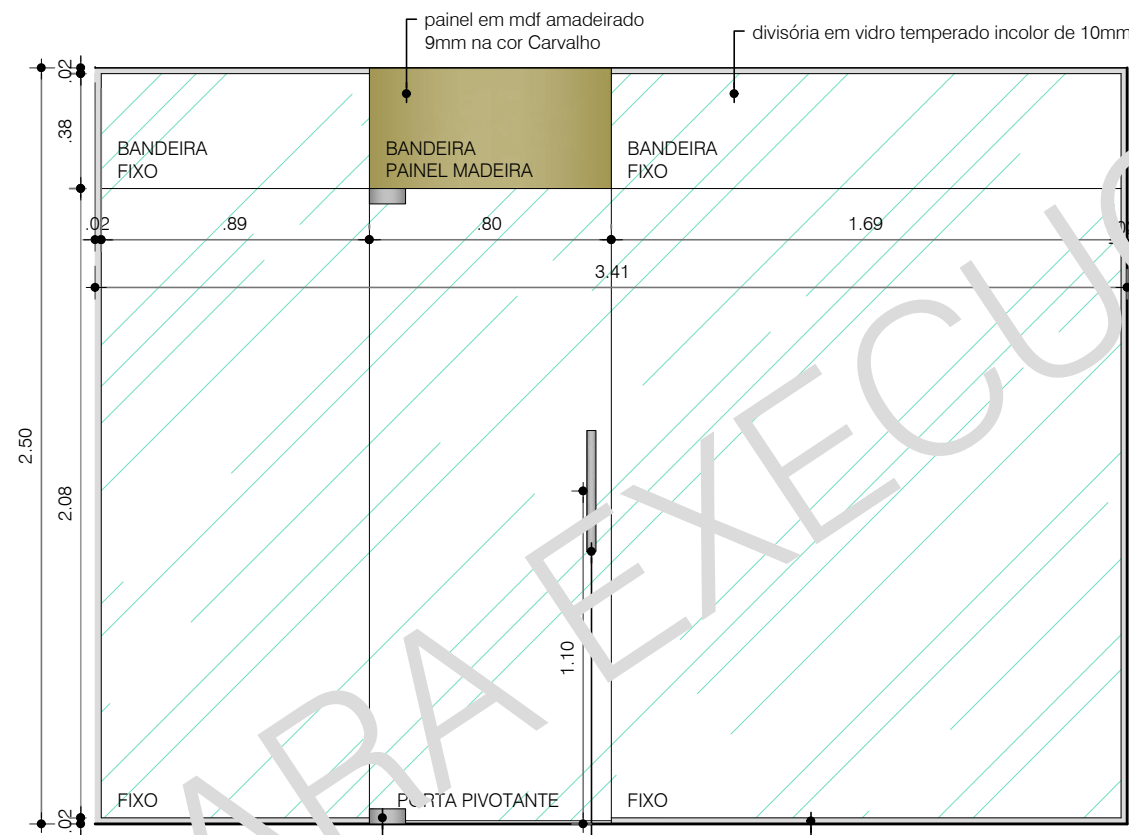 painel em mdf amadeirado
9mm na cor Carvalho
divisória em vidro temperado incolor de 10mm
.02
.38
BANDEIRA
FIXO
BANDEIRA
PAINEL MADEIRA
BANDEIRA
FIXO
.02
.89
.80
1.69
3.41
2.50
2.08
1.10
FIXO
PORTA PIVOTANTE
FIXO
.02
ARA EXECU